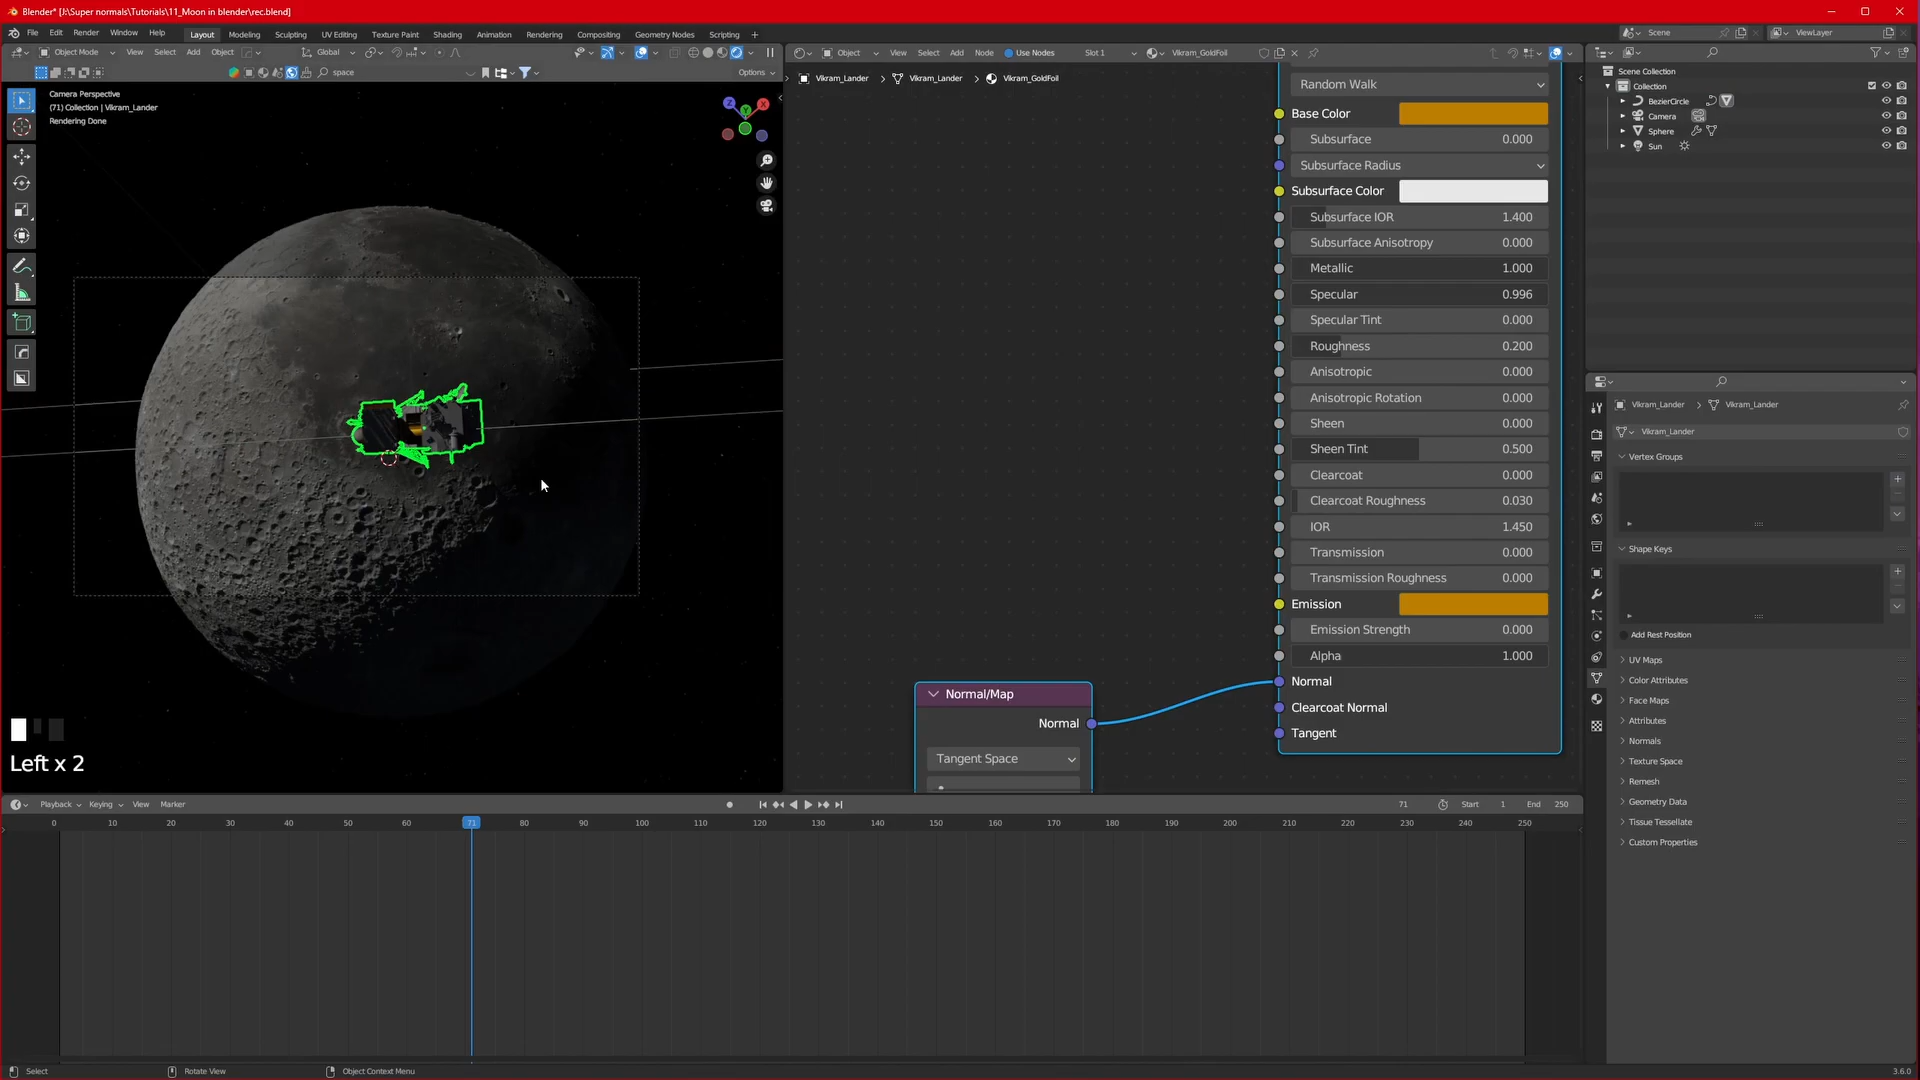 Blender* [J:\Super normals\Tutorials\11_Moon in blender\rec.blend]
File Edit Render Window Help Layout Modeling Sculpting UV Editing Texture Paint Shading Animation Rendering Compositing Geometry Nodes Scripting + Scene ViewLayer
Object Mode View Select Add Object Global
Object View Select Add Node Use Nodes Slot 1 Vikram_GoldFoil
space Options
Vikram_Lander > Vikram_Lander > Vikram_GoldFoil
Camera Perspective
(71) Collection | Vikram_Lander
Rendering Done
Z Y X
Random Walk
Base Color
Subsurface 0.000
Subsurface Radius
Subsurface Color
Subsurface IOR 1.400
Subsurface Anisotropy 0.000
Metallic 1.000
Specular 0.996
Specular Tint 0.000
Roughness 0.200
Anisotropic 0.000
Anisotropic Rotation 0.000
Sheen 0.000
Sheen Tint 0.500
Clearcoat 0.000
Clearcoat Roughness 0.030
IOR 1.450
Transmission 0.000
Transmission Roughness 0.000
Emission
Emission Strength 0.000
Alpha 1.000
Normal
Clearcoat Normal
Tangent
Normal/Map
Normal
Tangent Space
Left x 2
Scene Collection
Collection
BezierCircle
Camera
Sphere
Sun
Vikram_Lander > Vikram_Lander
Vikram_Lander
Vertex Groups
Shape Keys
Add Rest Position
UV Maps
Color Attributes
Face Maps
Attributes
Normals
Texture Space
Remesh
Geometry Data
Tissue Tessellate
Custom Properties
Playback Keying View Marker 71 Start 1 End 250
0 10 20 30 40 50 60 71 80 90 100 110 120 130 140 150 160 170 180 190 200 210 220 230 240 250
Select Rotate View Object Context Menu 3.6.0